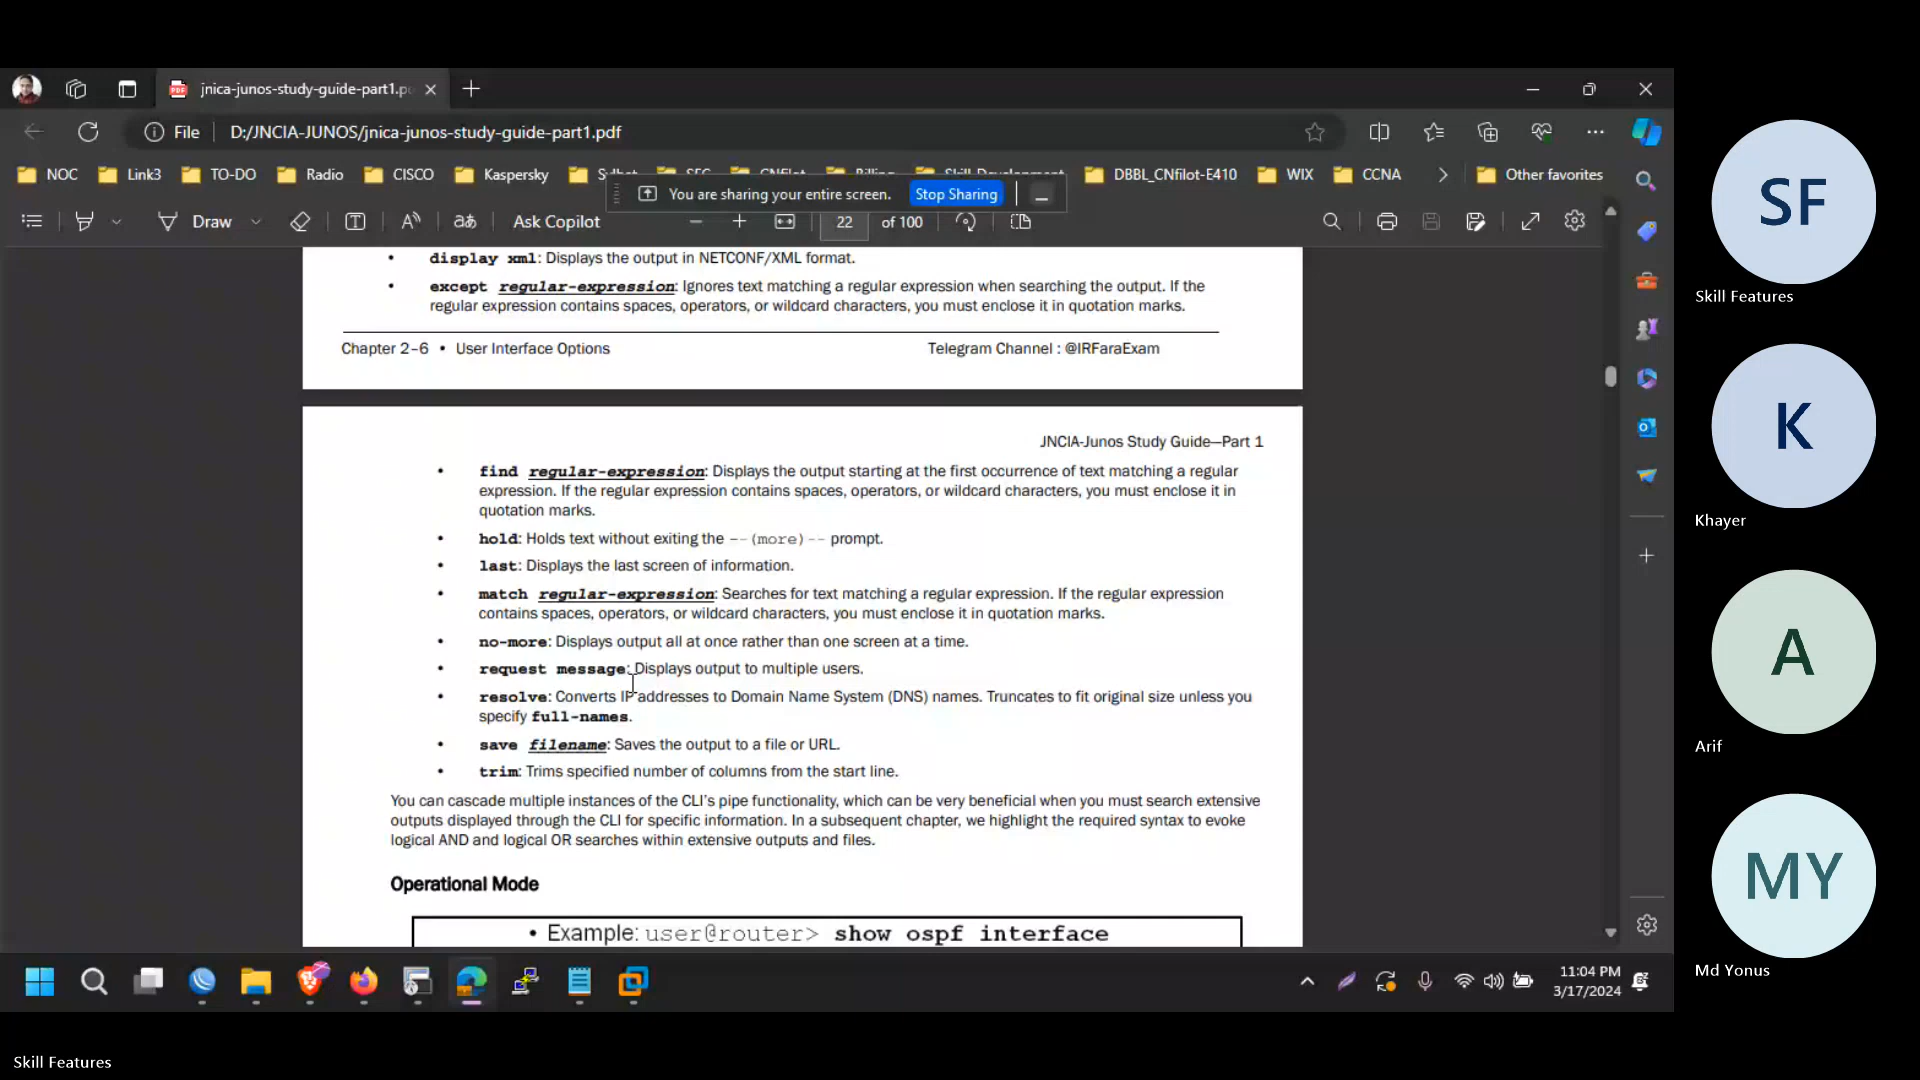 jnica-junos-study-guide-part1.p
File
D:/JNCIA-JUNOS/jnica-junos-study-guide-part1.pdf
NOC
Link3
TO-DO
Radio
CISCO
Kaspersky
DBBL_CNfilot-E410
WIX
CCNA
Other favorites
You are sharing your entire screen. Stop Sharing
Draw
Ask Copilot
22 of 100
• display xml: Displays the output in NETCONF/XML format.
• except regular-expression: Ignores text matching a regular expression when searching the output. If the
regular expression contains spaces, operators, or wildcard characters, you must enclose it in quotation marks.
Chapter 2–6 • User Interface Options
Telegram Channel : @IRFaraExam
JNCIA-Junos Study Guide—Part 1
• find regular-expression: Displays the output starting at the first occurrence of text matching a regular
expression. If the regular expression contains spaces, operators, or wildcard characters, you must enclose it in
quotation marks.
• hold: Holds text without exiting the --(more)-- prompt.
• last: Displays the last screen of information.
• match regular-expression: Searches for text matching a regular expression. If the regular expression
contains spaces, operators, or wildcard characters, you must enclose it in quotation marks.
• no-more: Displays output all at once rather than one screen at a time.
• request message: Displays output to multiple users.
• resolve: Converts IP addresses to Domain Name System (DNS) names. Truncates to fit original size unless you
specify full-names.
• save filename: Saves the output to a file or URL.
• trim: Trims specified number of columns from the start line.
You can cascade multiple instances of the CLI's pipe functionality, which can be very beneficial when you must search extensive
outputs displayed through the CLI for specific information. In a subsequent chapter, we highlight the required syntax to evoke
logical AND and logical OR searches within extensive outputs and files.
Operational Mode
• Example: user@router> show ospf interface
11:04 PM
3/17/2024
SF
Skill Features
K
Khayer
A
Arif
MY
Md Yonus
Skill Features